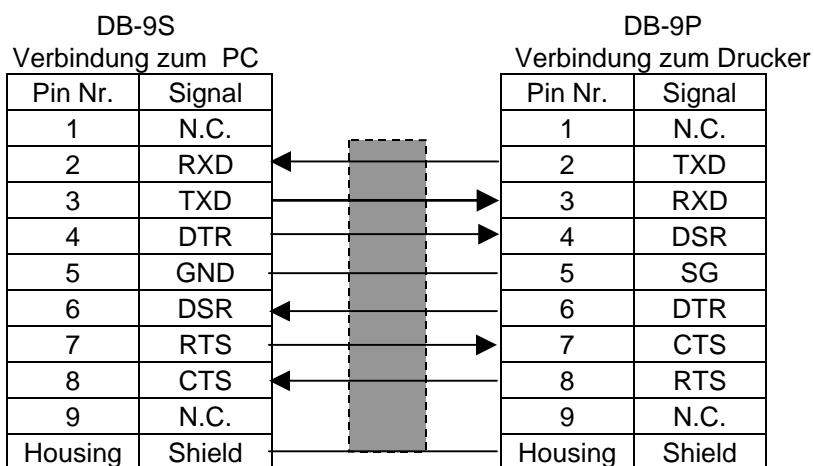 DB-9S DB-9P
Verbindung zum PC Verbindung zum Drucker
Pin Nr. Signal Pin Nr. Signal
1 N.C. 1 N.C.
2 RXD 2 TXD
3 TXD 3 RXD
4 DTR 4 DSR
5 GND 5 SG
6 DSR 6 DTR
7 RTS 7 CTS
8 CTS 8 RTS
9 N.C. 9 N.C.
Housing Shield Housing Shield